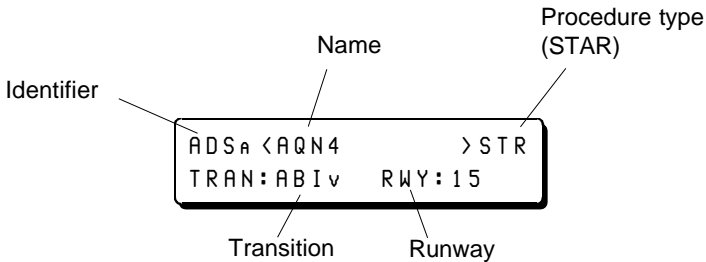 Procedure type
(STAR)
Name
Identifier
ADSA <AQN4 >STR
TRAN:ABIV RWY:15
Transition
Runway